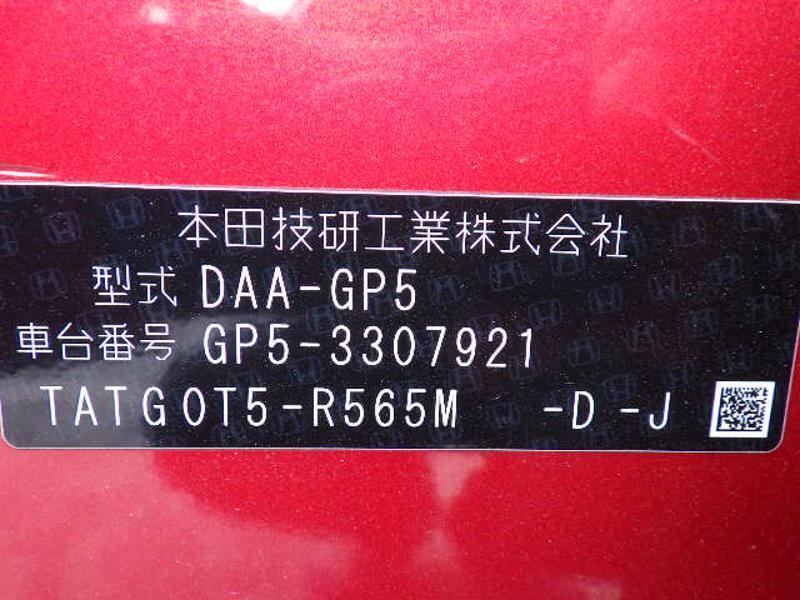 本田技研工業株式会社
型式 DAA-GP5
車台番号 GP5-3307921
TATG0T5-R565M -D -J